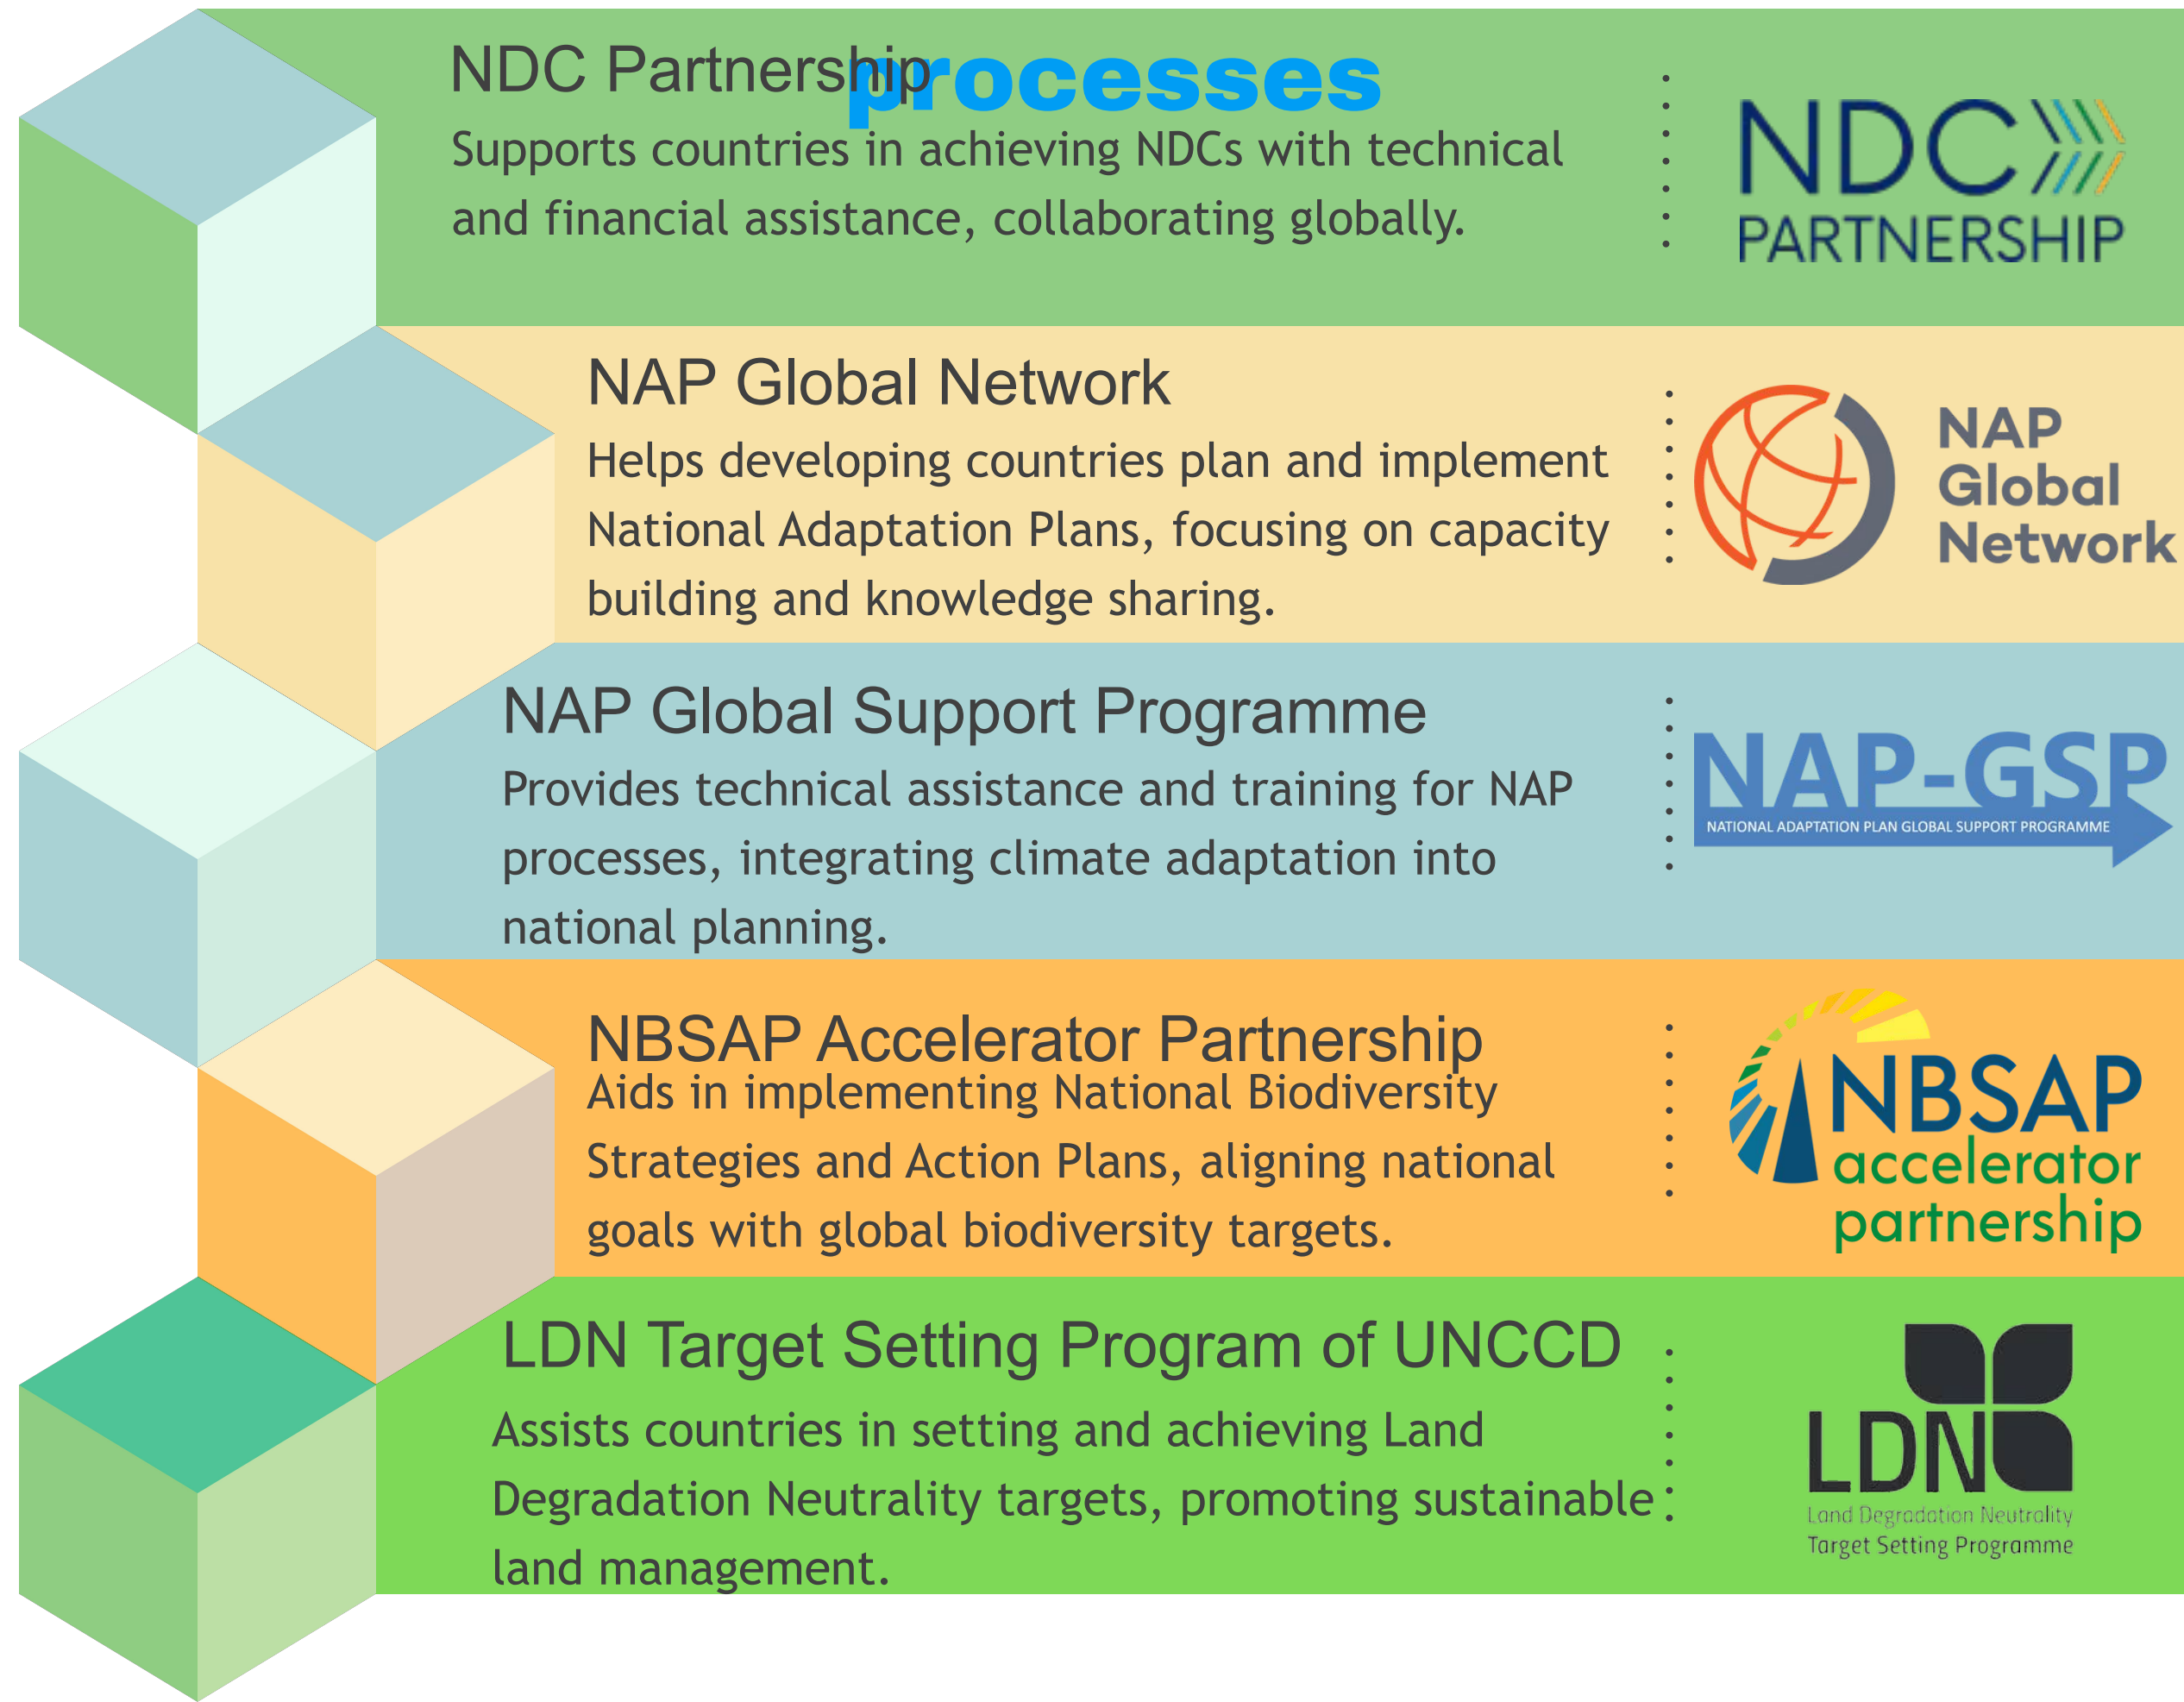 NDC Partnership
processes
Supports countries in achieving NDCs with technical
and financial assistance, collaborating globally.
NDC
PARTNERSHIP
NAP Global Network
Helps developing countries plan and implement
National Adaptation Plans, focusing on capacity
building and knowledge sharing.
NAP
Global
Network
NAP Global Support Programme
Provides technical assistance and training for NAP
processes, integrating climate adaptation into
national planning.
NAP-GSP
NATIONAL ADAPTATION PLAN GLOBAL SUPPORT PROGRAMME
NBSAP Accelerator Partnership
Aids in implementing National Biodiversity
Strategies and Action Plans, aligning national
goals with global biodiversity targets.
NBSAP
accelerator
partnership
LDN Target Setting Program of UNCCD
Assists countries in setting and achieving Land
Degradation Neutrality targets, promoting sustainable
land management.
LDN
Land Degradation Neutrality
Target Setting Programme